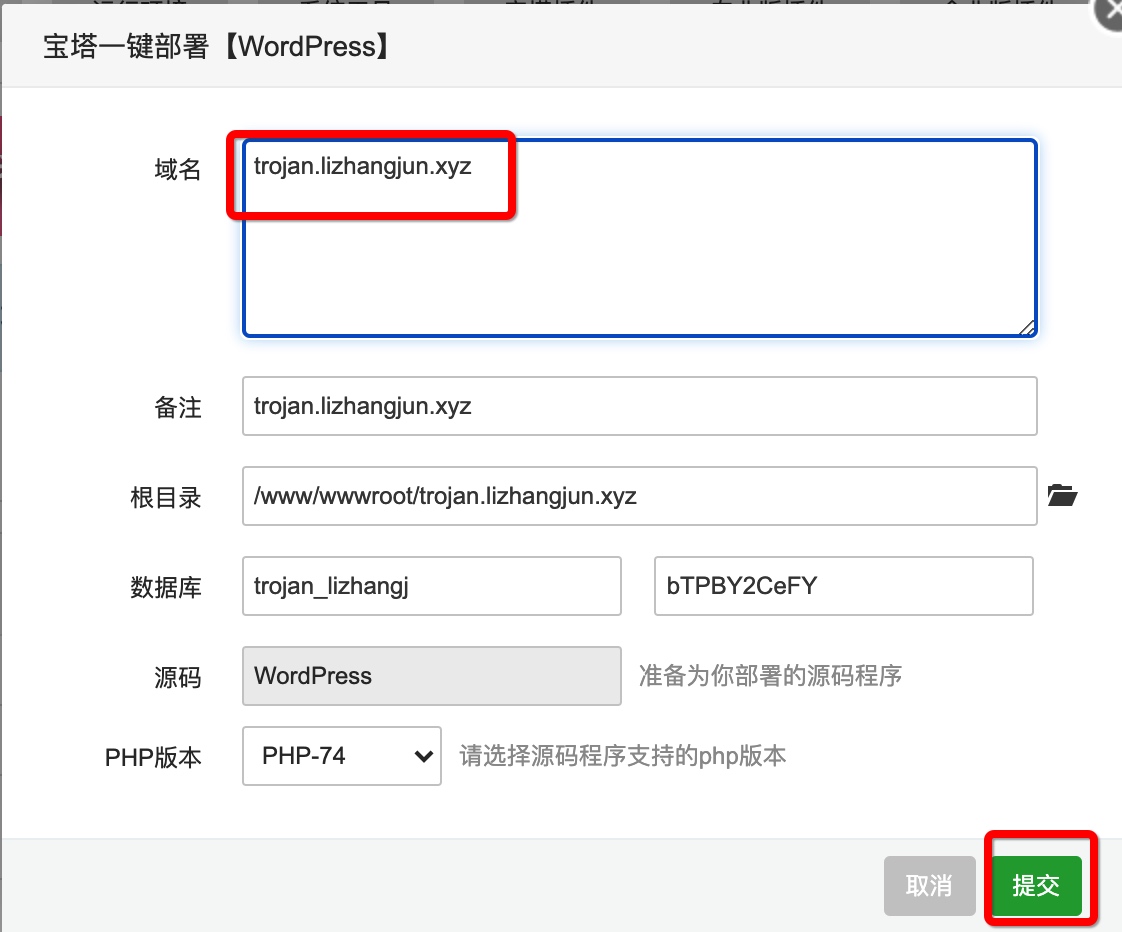 宝塔一键部署【WordPress】
域名
trojan.lizhangjun.xyz
备注
trojan.lizhangjun.xyz
根目录
/www/wwwroot/trojan.lizhangjun.xyz
数据库
trojan_lizhangj
bTPBY2CeFY
源码
WordPress
准备为你部署的源码程序
PHP版本
PHP-74
请选择源码程序支持的php版本
取消
提交